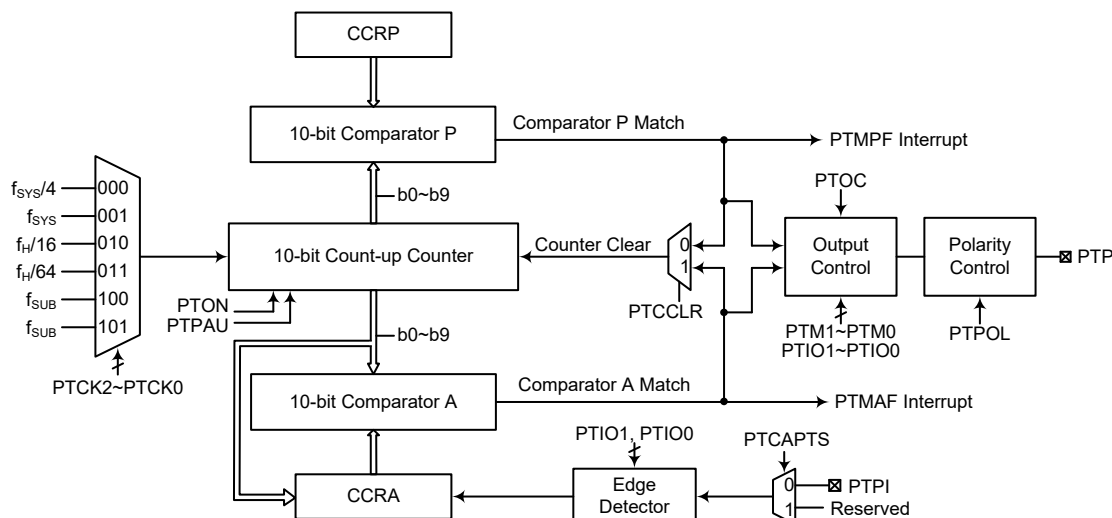 CCRP
10-bit Comparator P
Comparator P Match
PTMPF Interrupt
b0~b9
fSYS/4
000
fSYS
001
fH/16
010
fH/64
011
fSUB
100
fSUB
101
PTCK2~PTCK0
10-bit Count-up Counter
PTON
PTPAU
Counter Clear
0
1
PTCCLR
PTOC
Output
Control
PTM1~PTM0
PTIO1~PTIO0
Polarity
Control
PTPOL
PTP
b0~b9
10-bit Comparator A
Comparator A Match
PTMAF Interrupt
CCRA
PTIO1, PTIO0
Edge
Detector
PTCAPTS
0
1
PTPI
Reserved